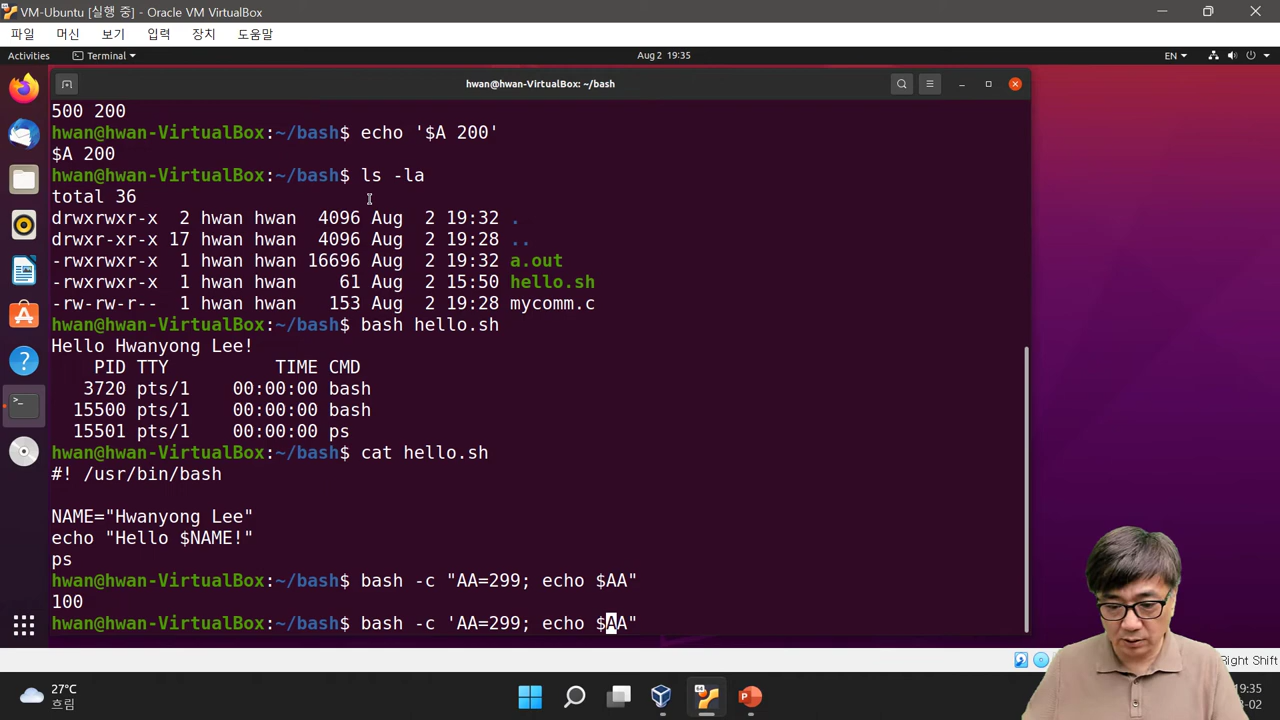 VM-Ubuntu [실행 중] - Oracle VM VirtualBox
파일 머신 보기 입력 장치 도움말
Activities Terminal Aug 2 19:35 EN
hwan@hwan-VirtualBox: ~/bash
500 200
hwan@hwan-VirtualBox:~/bash$ echo '$A 200'
$A 200
hwan@hwan-VirtualBox:~/bash$ ls -la
total 36
drwxrwxr-x 2 hwan hwan 4096 Aug 2 19:32 .
drwxr-xr-x 17 hwan hwan 4096 Aug 2 19:28 ..
-rwxrwxr-x 1 hwan hwan 16696 Aug 2 19:32 a.out
-rwxrwxr-x 1 hwan hwan 61 Aug 2 15:50 hello.sh
-rw-rw-r-- 1 hwan hwan 153 Aug 2 19:28 mycomm.c
hwan@hwan-VirtualBox:~/bash$ bash hello.sh
Hello Hwanyong Lee!
PID TTY TIME CMD
3720 pts/1 00:00:00 bash
15500 pts/1 00:00:00 bash
15501 pts/1 00:00:00 ps
hwan@hwan-VirtualBox:~/bash$ cat hello.sh
#! /usr/bin/bash
NAME="Hwanyong Lee"
echo "Hello $NAME!"
ps
hwan@hwan-VirtualBox:~/bash$ bash -c "AA=299; echo $AA"
100
hwan@hwan-VirtualBox:~/bash$ bash -c 'AA=299; echo $AA"
Right Shift
27°C
흐림
19:35
-02